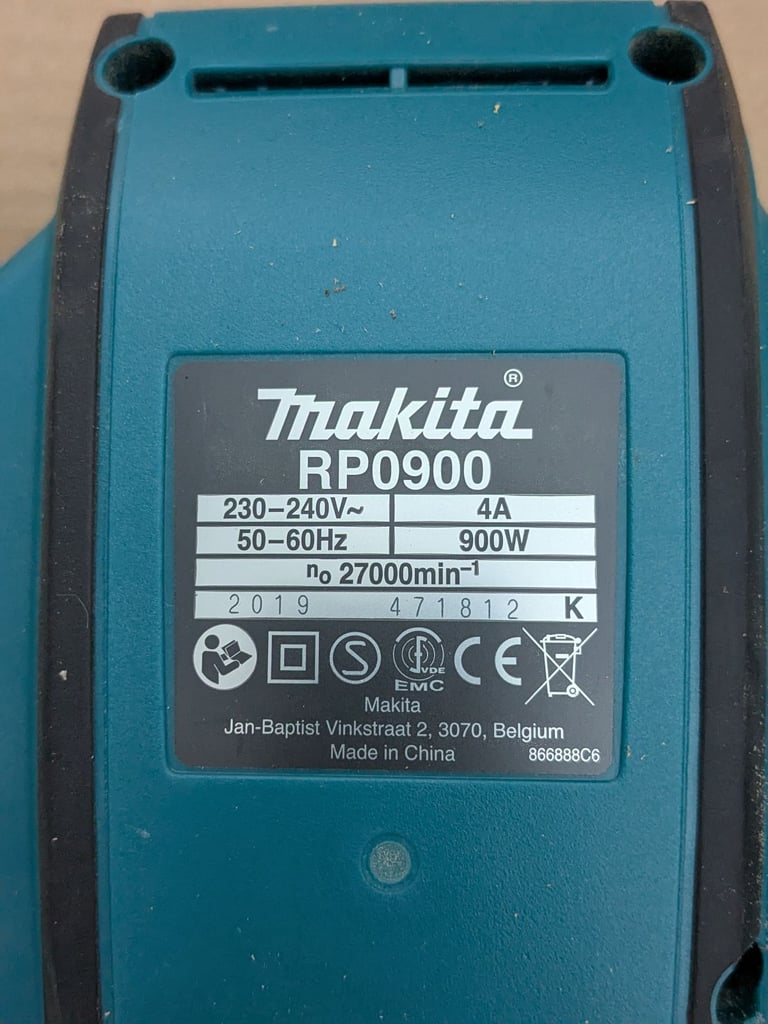 makita®
RP0900
230–240V~ 4A
50–60Hz 900W
n₀ 27000min⁻¹
2019 471812 K
S VDE CE
EMC
Makita
Jan-Baptist Vinkstraat 2, 3070, Belgium
Made in China 866888C6